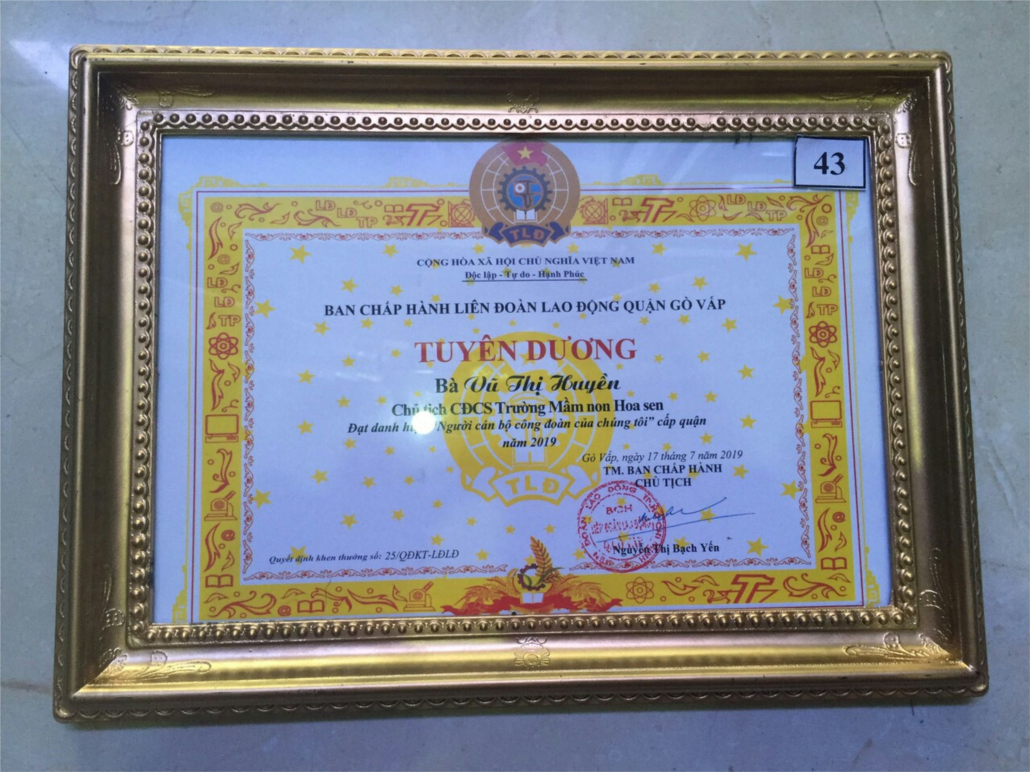 43
TLĐ
CỘNG HÒA XÃ HỘI CHỦ NGHĨA VIỆT NAM
Độc lập - Tự do - Hạnh Phúc
BAN CHẤP HÀNH LIÊN ĐOÀN LAO ĐỘNG QUẬN GÒ VẤP
TUYÊN DƯƠNG
Bà Vũ Thị Huyền
Chủ tịch CĐCS Trường Mầm non Hoa sen
Đạt danh "Người cán bộ công đoàn của chúng tôi" cấp quận
năm 2019
Gò Vấp, ngày 17 tháng 7 năm 2019
TM. BAN CHẤP HÀNH
CHỦ TỊCH
TLĐ
BCH
Nguyễn Thị Bạch Yến
Quyết định khen thưởng số: 25/QĐKT-LĐLĐ